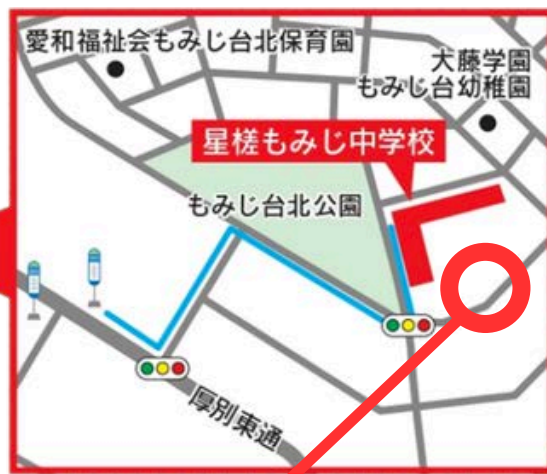 愛和福祉会もみじ台北保育園
大藤学園
もみじ台幼稚園
星槎もみじ中学校
もみじ台北公園
厚別東通